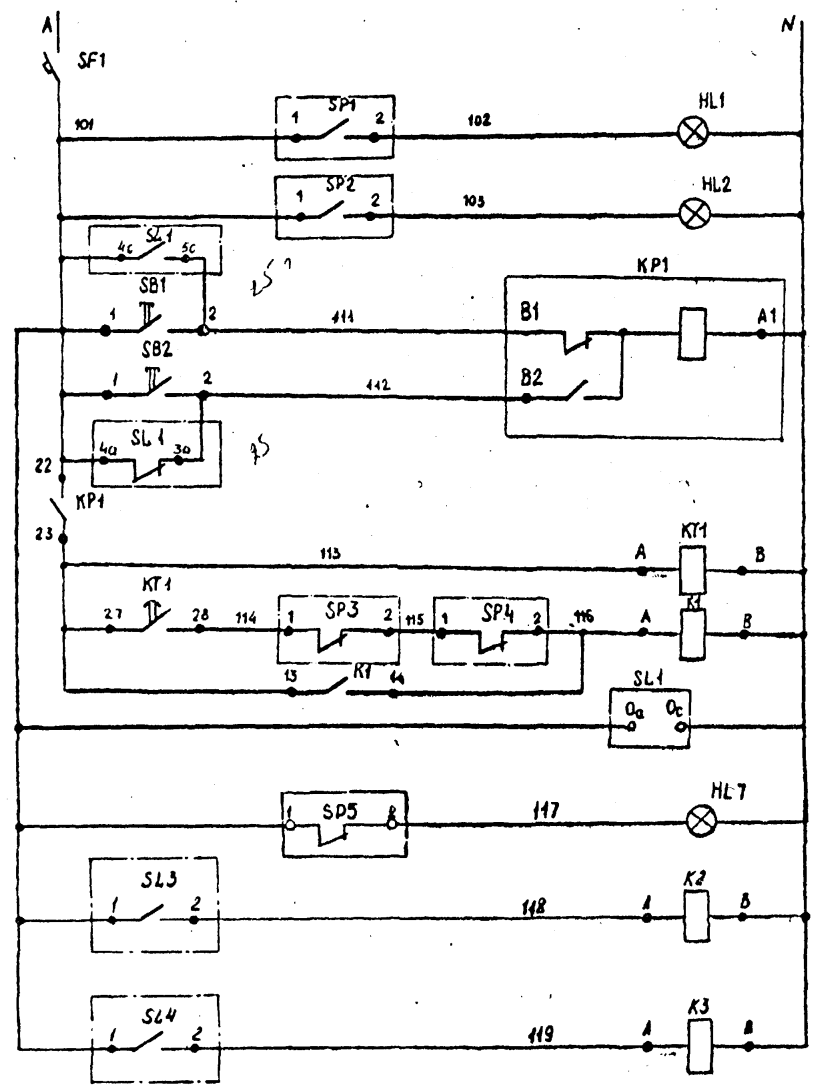 A N
SF1
101 1 SP1 2 102 HL1
1 SP2 2 103 HL2
4c SL1 5c
SB1 KP1
1 2 111 B1 A1
SB2
1 2 112 B2
SL1
4a 3a
22
KP1
23
113 A KT1 B
KT1 K1
27 28 114 1 SP3 2 115 1 SP4 2 116 A B
13 K1 14
SL1
0a 0c
1 SP5 2 117 HL7
SL3 K2
1 2 118 A B
SL4 K3
1 2 119 A B